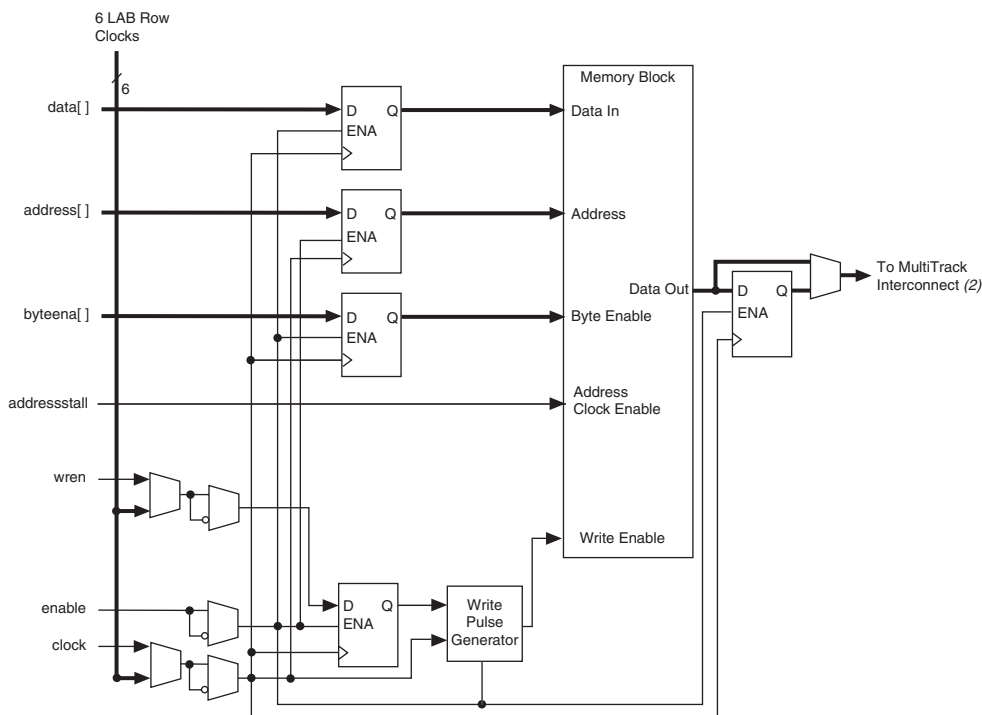 6 LAB Row
Clocks
6
data[ ]
D Q
ENA
Memory Block
Data In
address[ ]
D Q
ENA
Address
byteena[ ]
D Q
ENA
Byte Enable
Data Out
D Q
ENA
To MultiTrack
Interconnect (2)
addressstall
Address
Clock Enable
wren
Write Enable
enable
clock
D Q
ENA
Write
Pulse
Generator